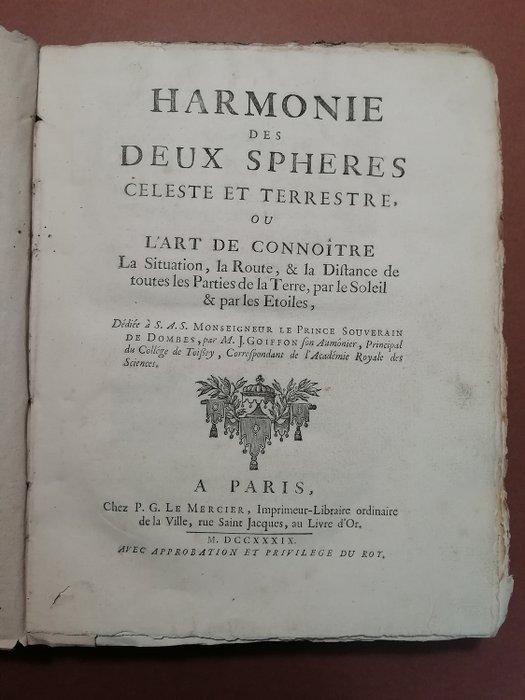 HARMONIE
DES
DEUX SPHERES
CELESTE ET TERRESTRE,
OU
L'ART DE CONNOÎTRE
La Situation, la Route, & la Distance de
toutes les Parties de la Terre, par le Soleil
& par les Etoiles,
Dédiée à S. A. S. MONSEIGNEUR LE PRINCE SOUVERAIN
DE DOMBES, par M. J. GOIFFON son Aumônier, Principal
du Collége de Toissey, Correspondant de l'Académie Royale des
Sciences.
A PARIS,
Chez P. G. LE MERCIER, Imprimeur-Libraire ordinaire
de la Ville, rue Saint Jacques, au Livre d'Or.
M. DCCXXXIX.
AVEC APPROBATION ET PRIVILEGE DU ROY.